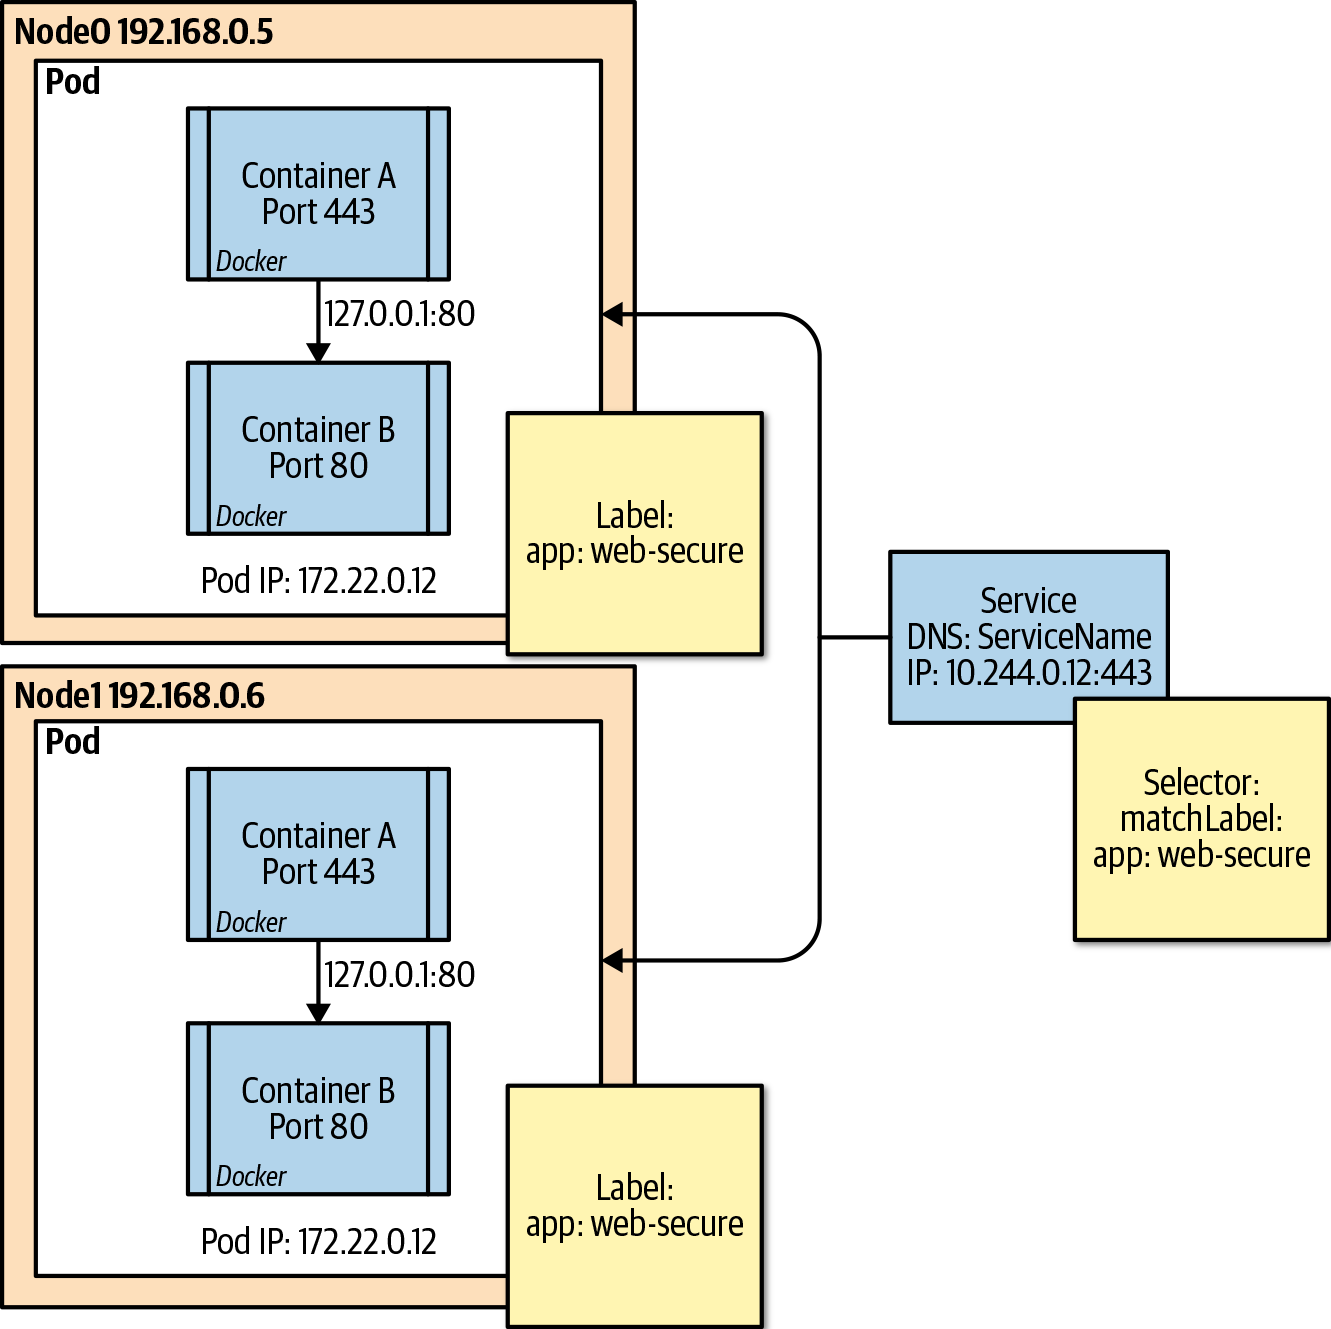 Node0 192.168.0.5
Pod
Container A
Port 443
Docker
127.0.0.1:80
Container B
Port 80
Docker
Pod IP: 172.22.0.12
Label:
app: web-secure
Node1 192.168.0.6
Pod
Container A
Port 443
Docker
127.0.0.1:80
Container B
Port 80
Docker
Pod IP: 172.22.0.12
Label:
app: web-secure
Service
DNS: ServiceName
IP: 10.244.0.12:443
Selector:
matchLabel:
app: web-secure